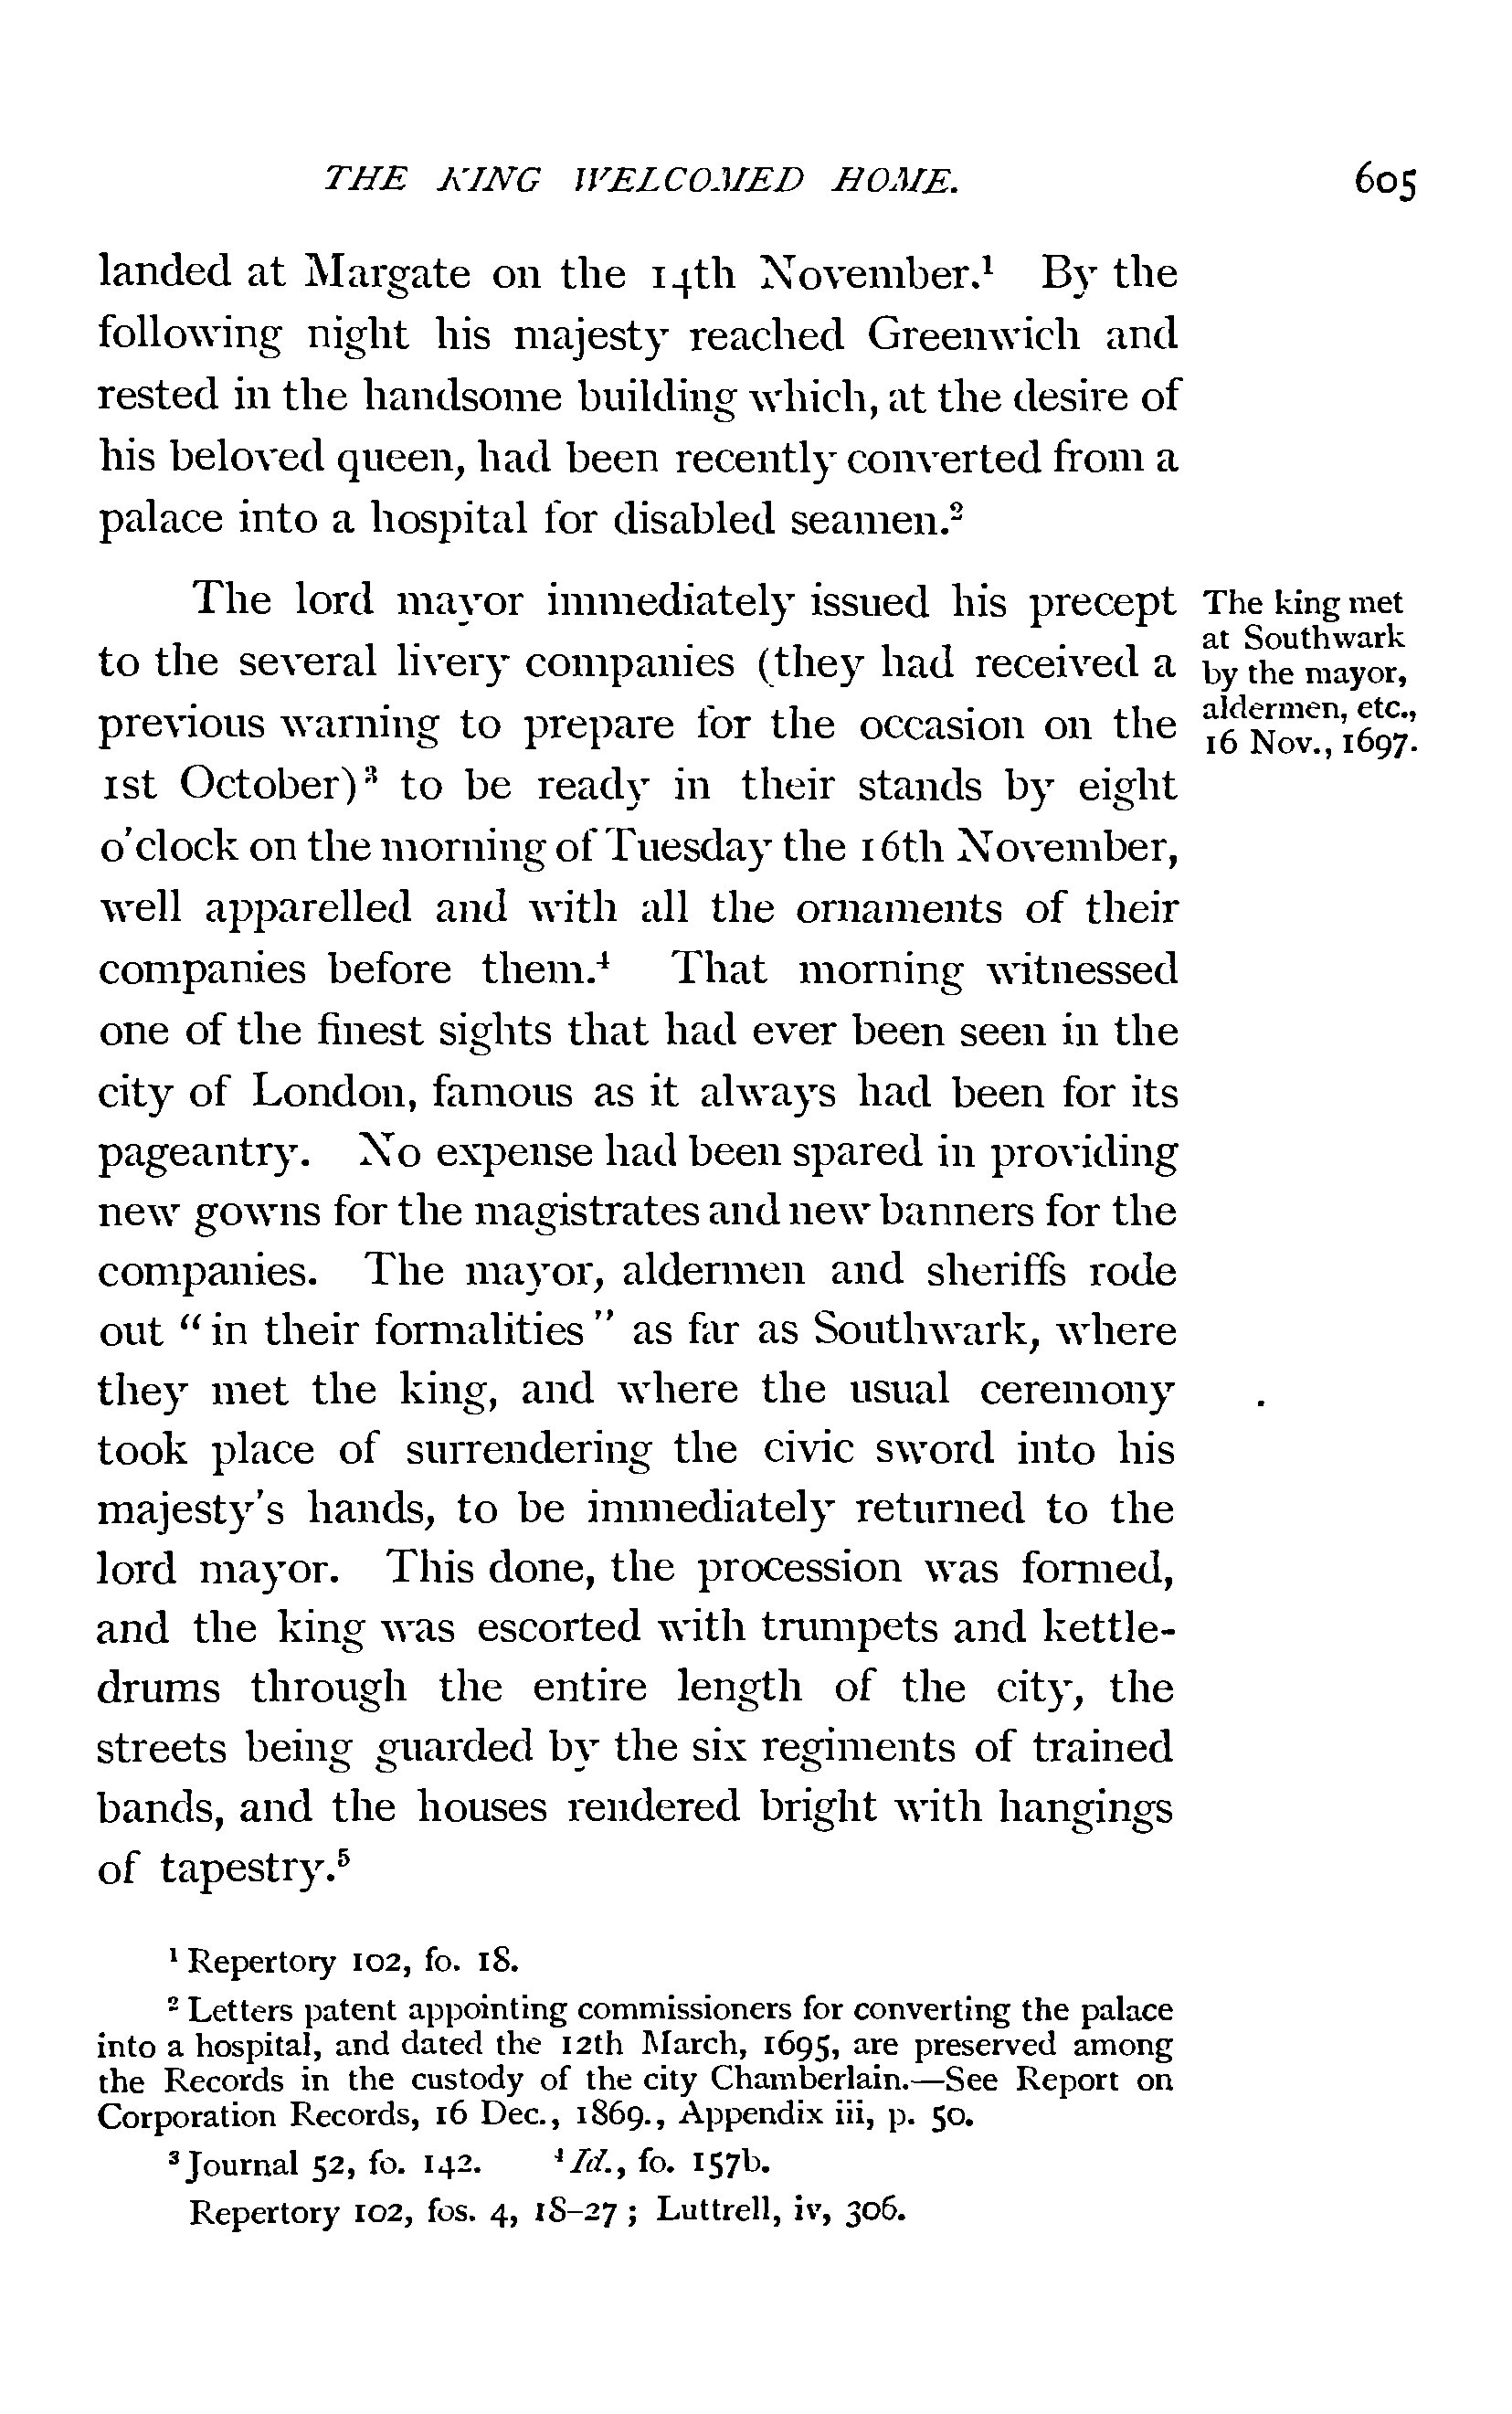 THE KING WELCOMED HOME. 605
landed at Margate on the 14th November.¹ By the
following night his majesty reached Greenwich and
rested in the handsome building which, at the desire of
his beloved queen, had been recently converted from a
palace into a hospital for disabled seamen.²
The lord mayor immediately issued his precept
to the several livery companies (they had received a
previous warning to prepare for the occasion on the
1st October)³ to be ready in their stands by eight
o'clock on the morning of Tuesday the 16th November,
well apparelled and with all the ornaments of their
companies before them.⁴ That morning witnessed
one of the finest sights that had ever been seen in the
city of London, famous as it always had been for its
pageantry. No expense had been spared in providing
new gowns for the magistrates and new banners for the
companies. The mayor, aldermen and sheriffs rode
out "in their formalities" as far as Southwark, where
they met the king, and where the usual ceremony
took place of surrendering the civic sword into his
majesty's hands, to be immediately returned to the
lord mayor. This done, the procession was formed,
and the king was escorted with trumpets and kettle-
drums through the entire length of the city, the
streets being guarded by the six regiments of trained
bands, and the houses rendered bright with hangings
of tapestry.⁵
The king met
at Southwark
by the mayor,
aldermen, etc.,
16 Nov., 1697.
¹ Repertory 102, fo. 18.
² Letters patent appointing commissioners for converting the palace
into a hospital, and dated the 12th March, 1695, are preserved among
the Records in the custody of the city Chamberlain.—See Report on
Corporation Records, 16 Dec., 1869., Appendix iii, p. 50.
³ Journal 52, fo. 142. ⁴ Id., fo. 157b.
Repertory 102, fos. 4, 18-27; Luttrell, iv, 306.